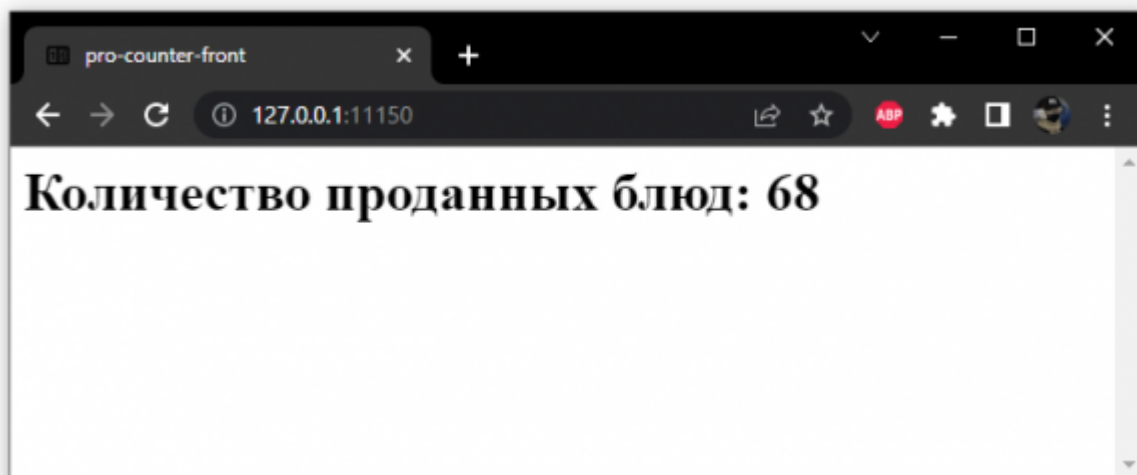 pro-counter-front
127.0.0.1:11150
ABP
Количество проданных блюд: 68